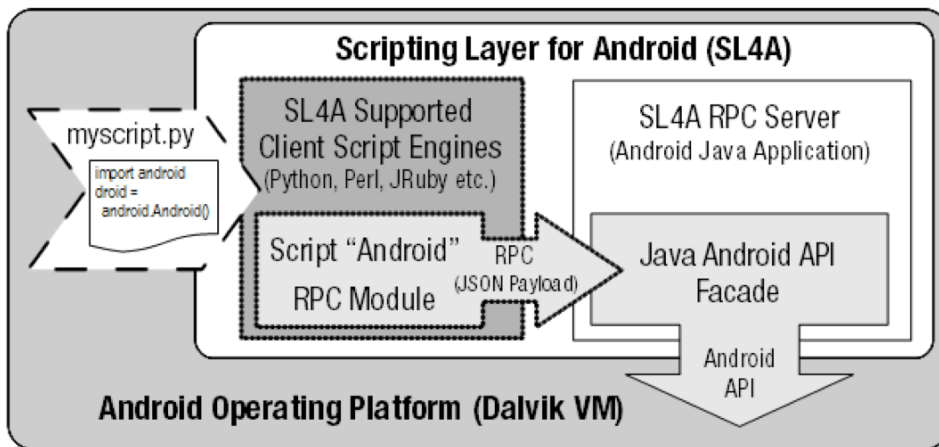 Scripting Layer for Android (SL4A)
myscript.py
import android
droid =
android.Android()
SL4A Supported
Client Script Engines
(Python, Perl, JRuby etc.)
Script “Android”
RPC Module
RPC
(JSON Payload)
SL4A RPC Server
(Android Java Application)
Java Android API
Facade
Android
API
Android Operating Platform (Dalvik VM)